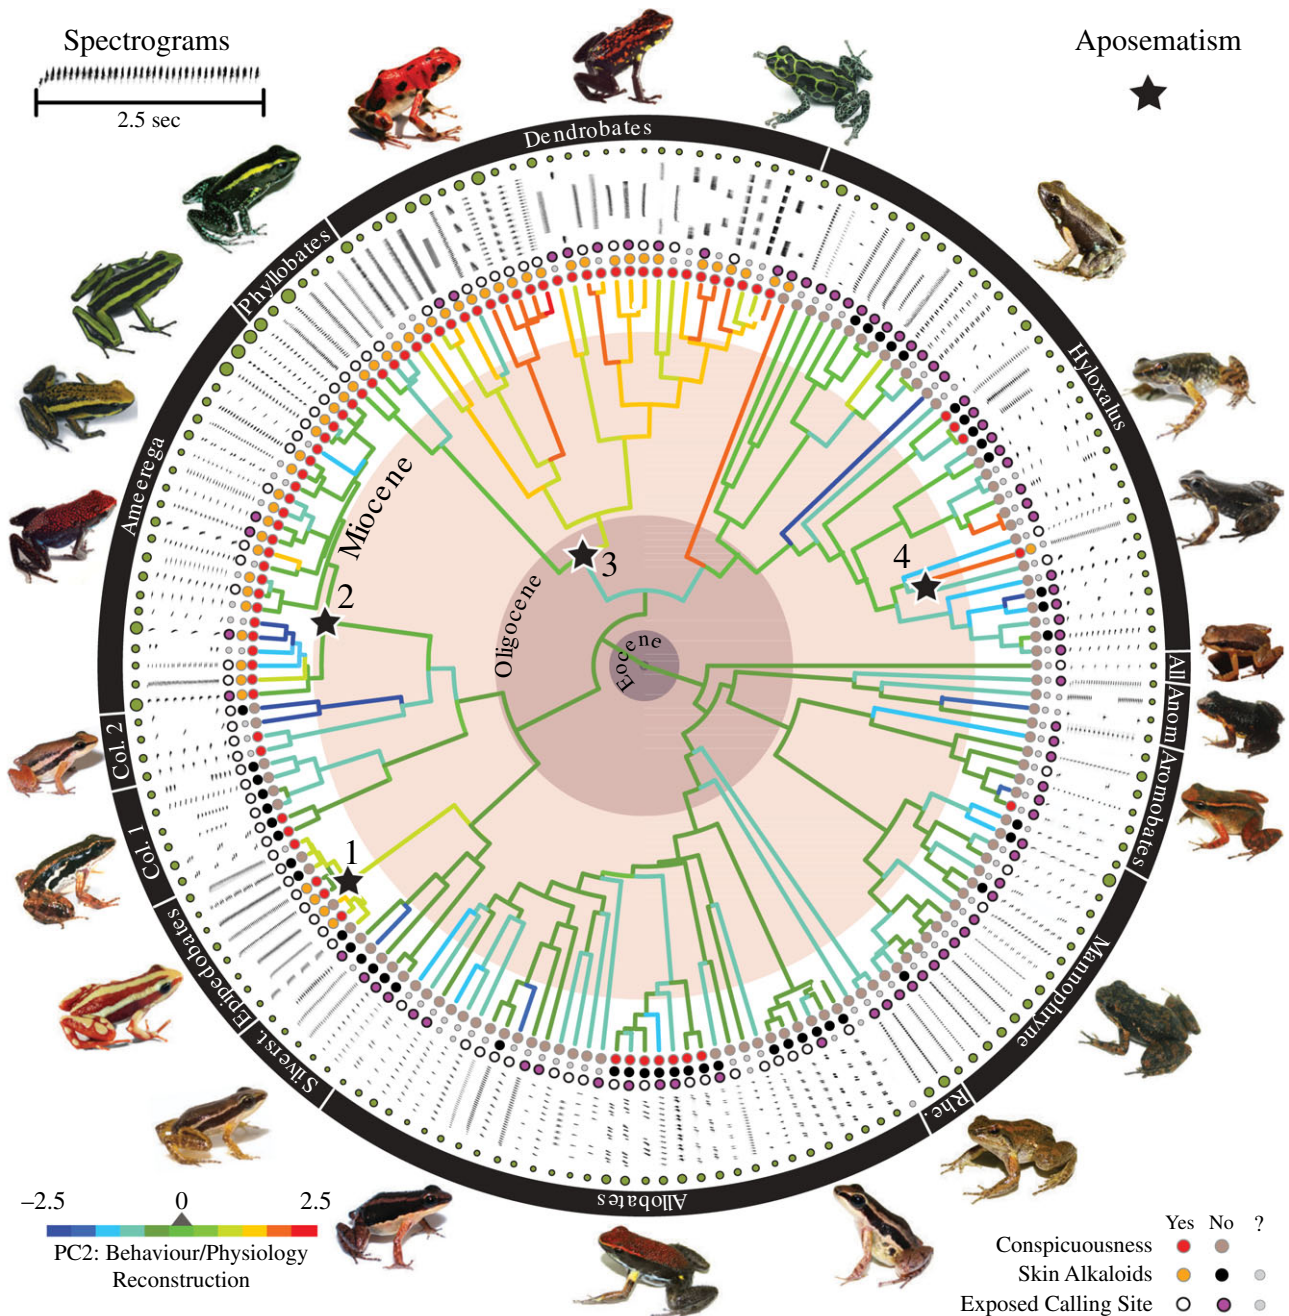 Spectrograms
2.5 sec
Aposematism
Dendrobates
Phyllobates
Hyloxalus
Ameerega
Miocene
Oligocene
Eocene
1
2
3
4
All
Anom
Aromobates
Col. 2
Col. 1
Epipedobates
Silverst.
Mannophryne
Rhe.
Allobates
−2.5 0 2.5
PC2: Behaviour/Physiology
Reconstruction
Yes No ?
Conspicuousness
Skin Alkaloids
Exposed Calling Site